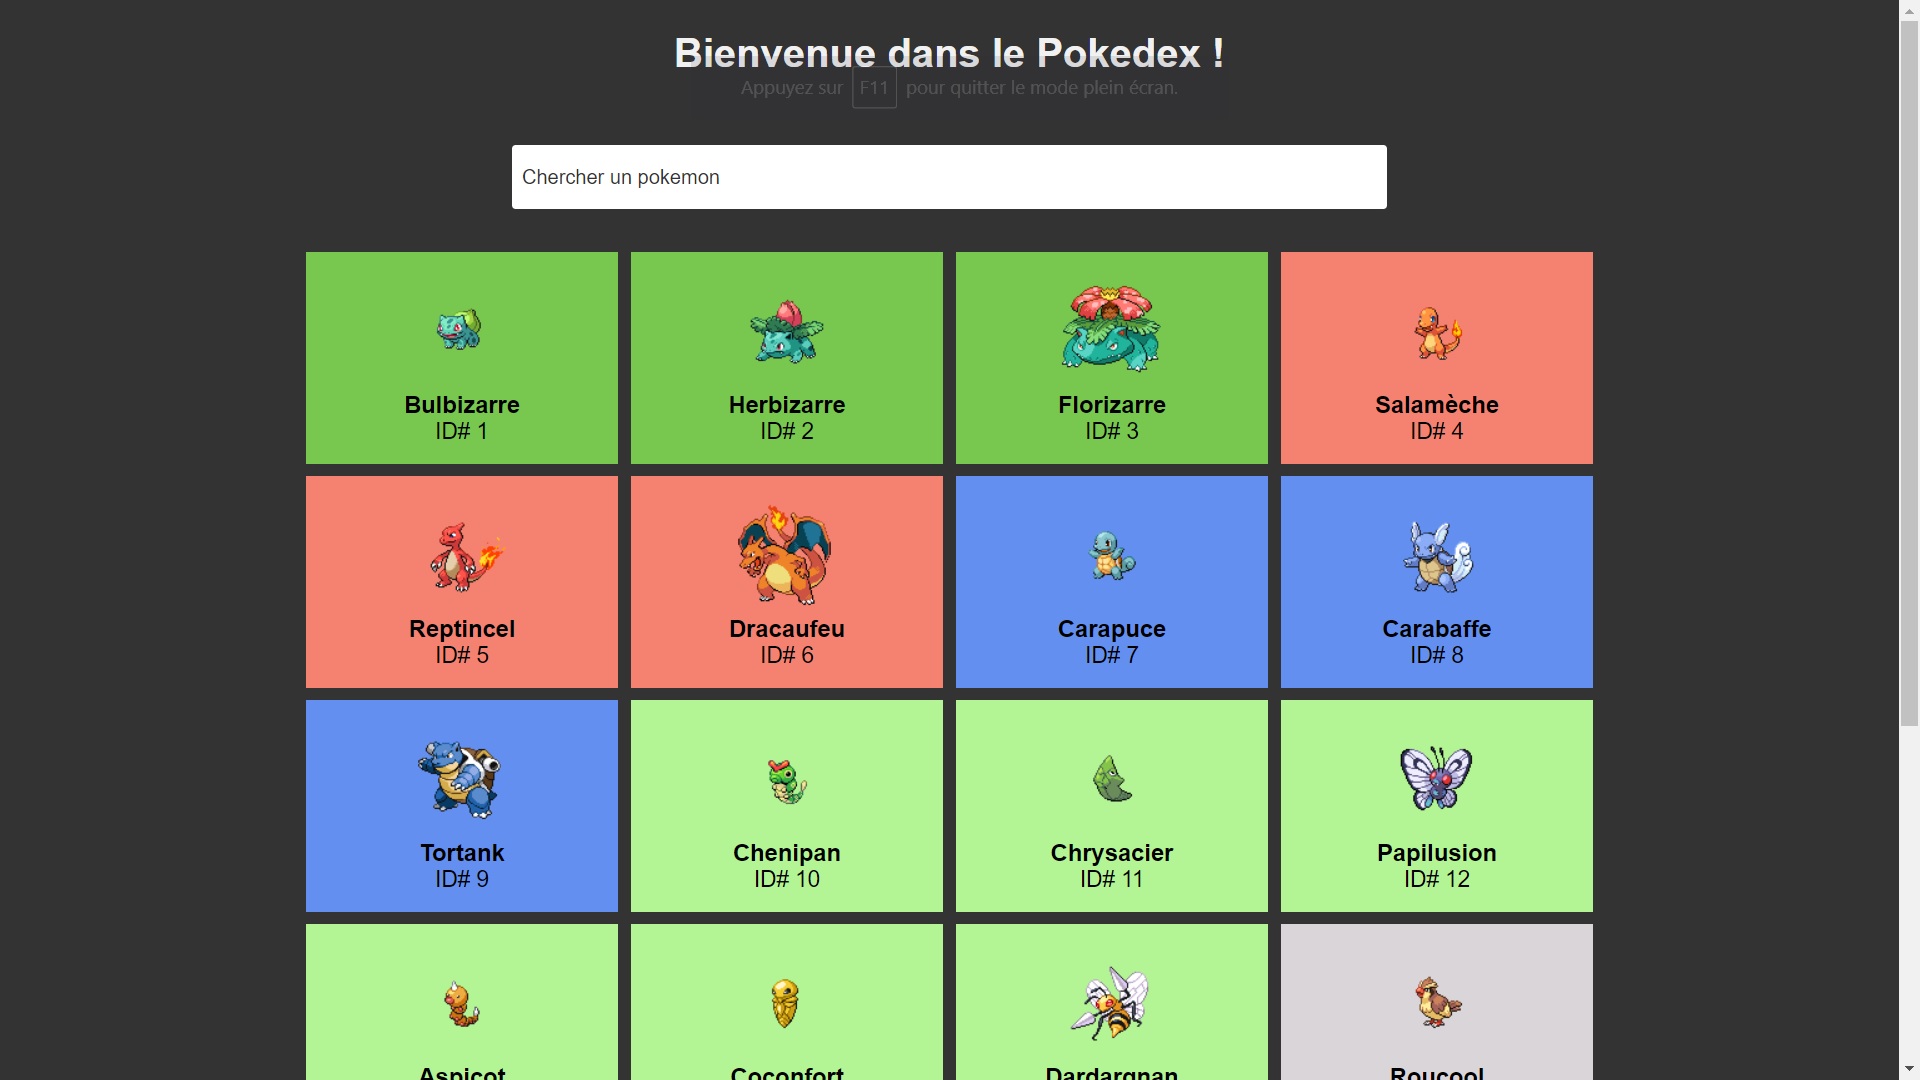 Bienvenue dans le Pokedex !
Appuyez sur F11 pour quitter le mode plein écran.
Chercher un pokemon
Bulbizarre
ID# 1
Herbizarre
ID# 2
Florizarre
ID# 3
Salamèche
ID# 4
Reptincel
ID# 5
Dracaufeu
ID# 6
Carapuce
ID# 7
Carabaffe
ID# 8
Tortank
ID# 9
Chenipan
ID# 10
Chrysacier
ID# 11
Papilusion
ID# 12
Aspicot
Coconfort
Dardargnan
Roucool